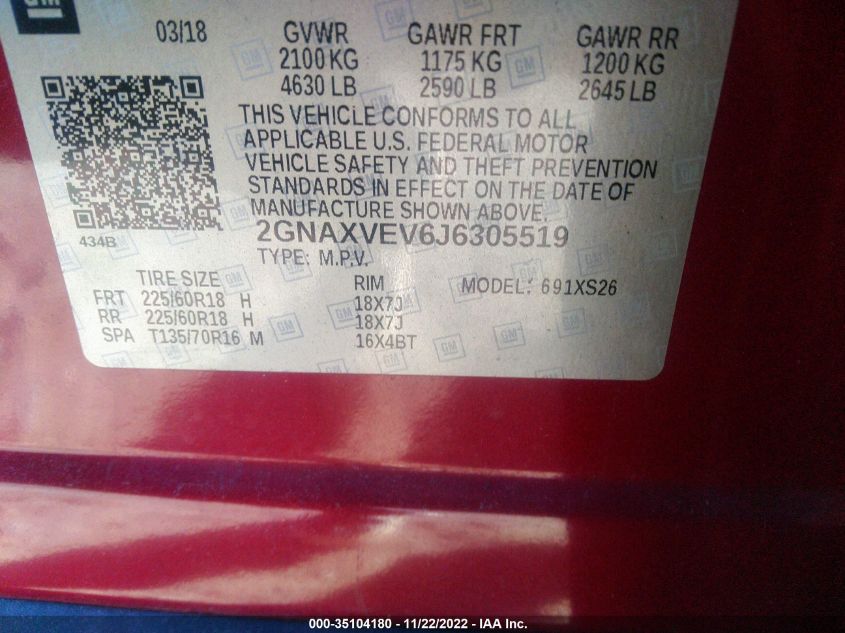 GM
03/18 GVWR GAWR FRT GAWR RR
2100 KG 1175 KG 1200 KG
4630 LB 2590 LB 2645 LB
THIS VEHICLE CONFORMS TO ALL
APPLICABLE U.S. FEDERAL MOTOR
VEHICLE SAFETY AND THEFT PREVENTION
STANDARDS IN EFFECT ON THE DATE OF
MANUFACTURE SHOWN ABOVE.
434B 2GNAXVEV6J6305519
TYPE: M.P.V.
TIRE SIZE RIM MODEL: 691XS26
FRT 225/60R18 H 18X7J
RR 225/60R18 H 18X7J
SPA T135/70R16 M 16X4BT
000-35104180 - 11/22/2022 - IAA Inc.